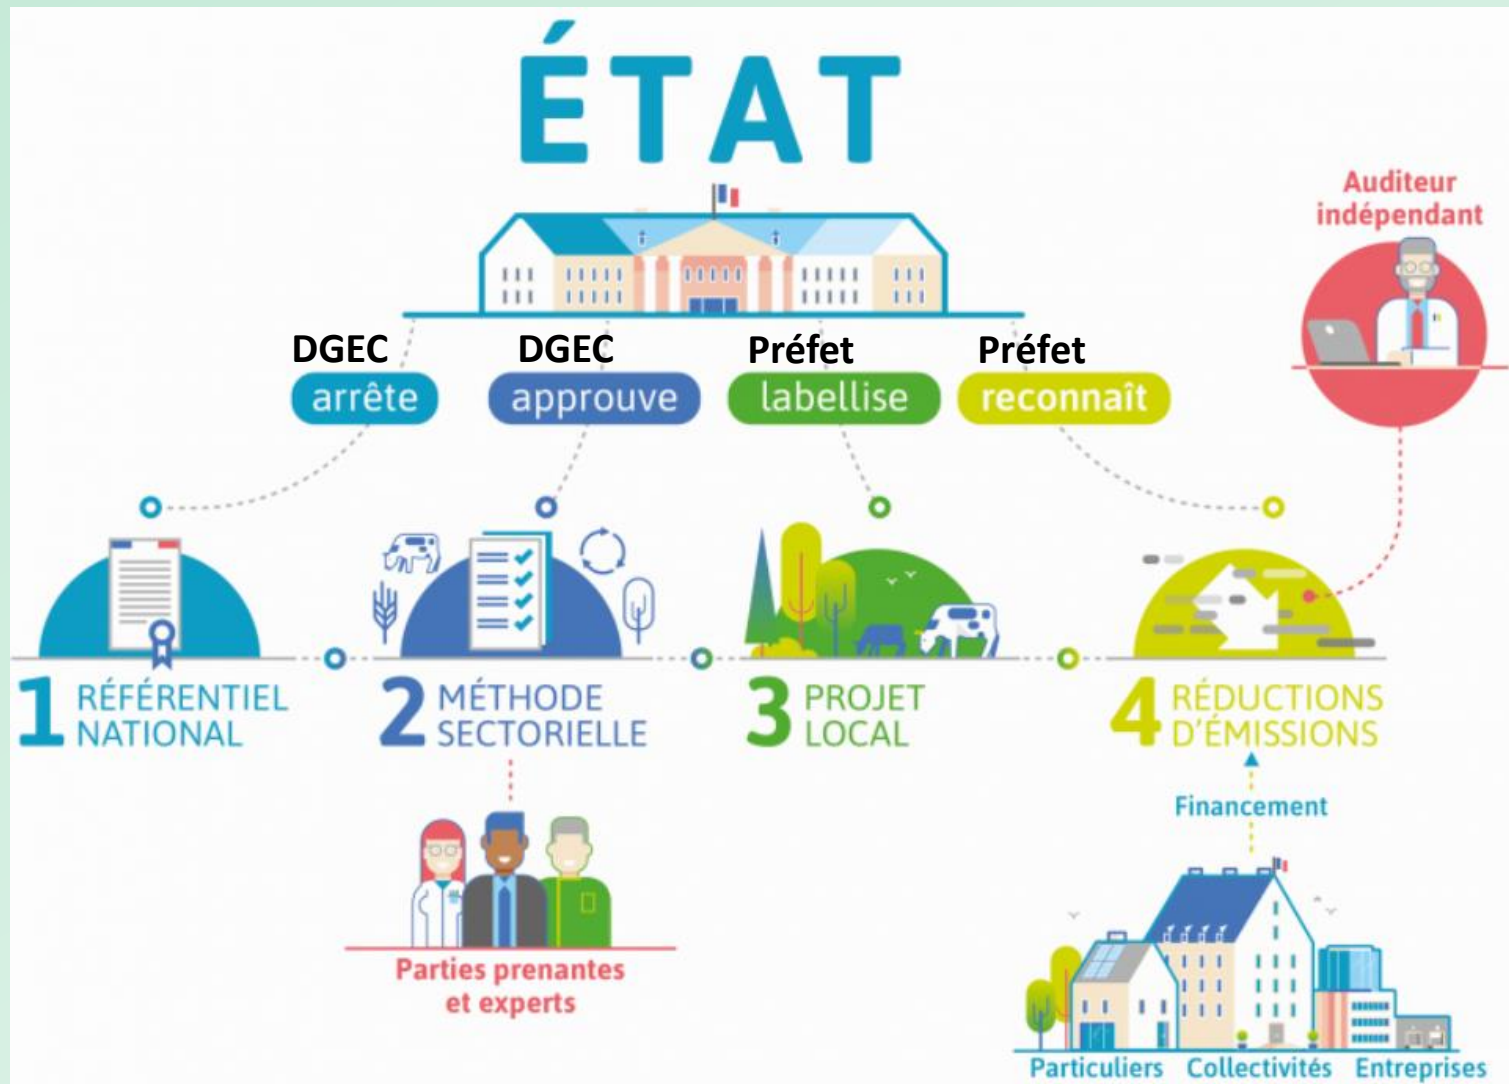 ÉTAT
Auditeur
indépendant
DGEC
DGEC
Préfet
Préfet
arrête
approuve
labellise
reconnaît
1 RÉFÉRENTIEL
NATIONAL
2 MÉTHODE
SECTORIELLE
3 PROJET
LOCAL
4 RÉDUCTIONS
D'ÉMISSIONS
Financement
Parties prenantes
et experts
Particuliers
Collectivités
Entreprises